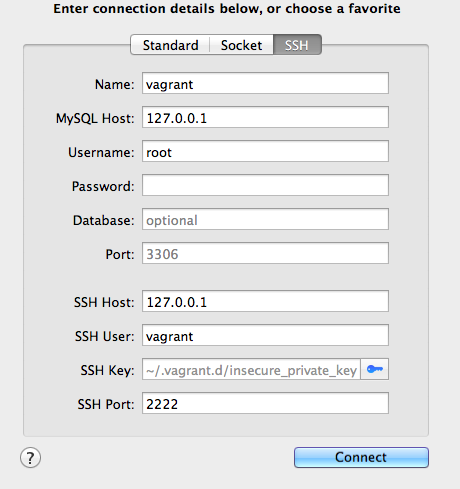 Enter connection details below, or choose a favorite
Standard Socket SSH
Name: vagrant
MySQL Host: 127.0.0.1
Username: root
Password:
Database: optional
Port: 3306
SSH Host: 127.0.0.1
SSH User: vagrant
SSH Key: ~/.vagrant.d/insecure_private_key
SSH Port: 2222
? Connect